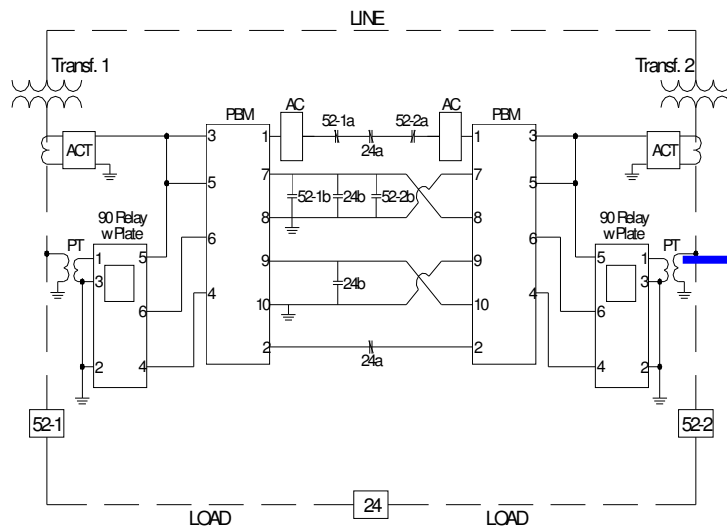 LINE
Transf. 1
Transf. 2
PBM
AC
52-1a
24a
52-2a
AC
PBM
ACT
3
1
1
3
ACT
5
7
52-1b
24b
52-2b
7
5
8
8
90 Relay
w Plate
90 Relay
w Plate
PT
1
5
6
9
9
6
5
1
PT
3
24b
3
6
4
10
10
4
6
2
4
2
24a
2
4
2
52-1
52-2
24
LOAD
LOAD